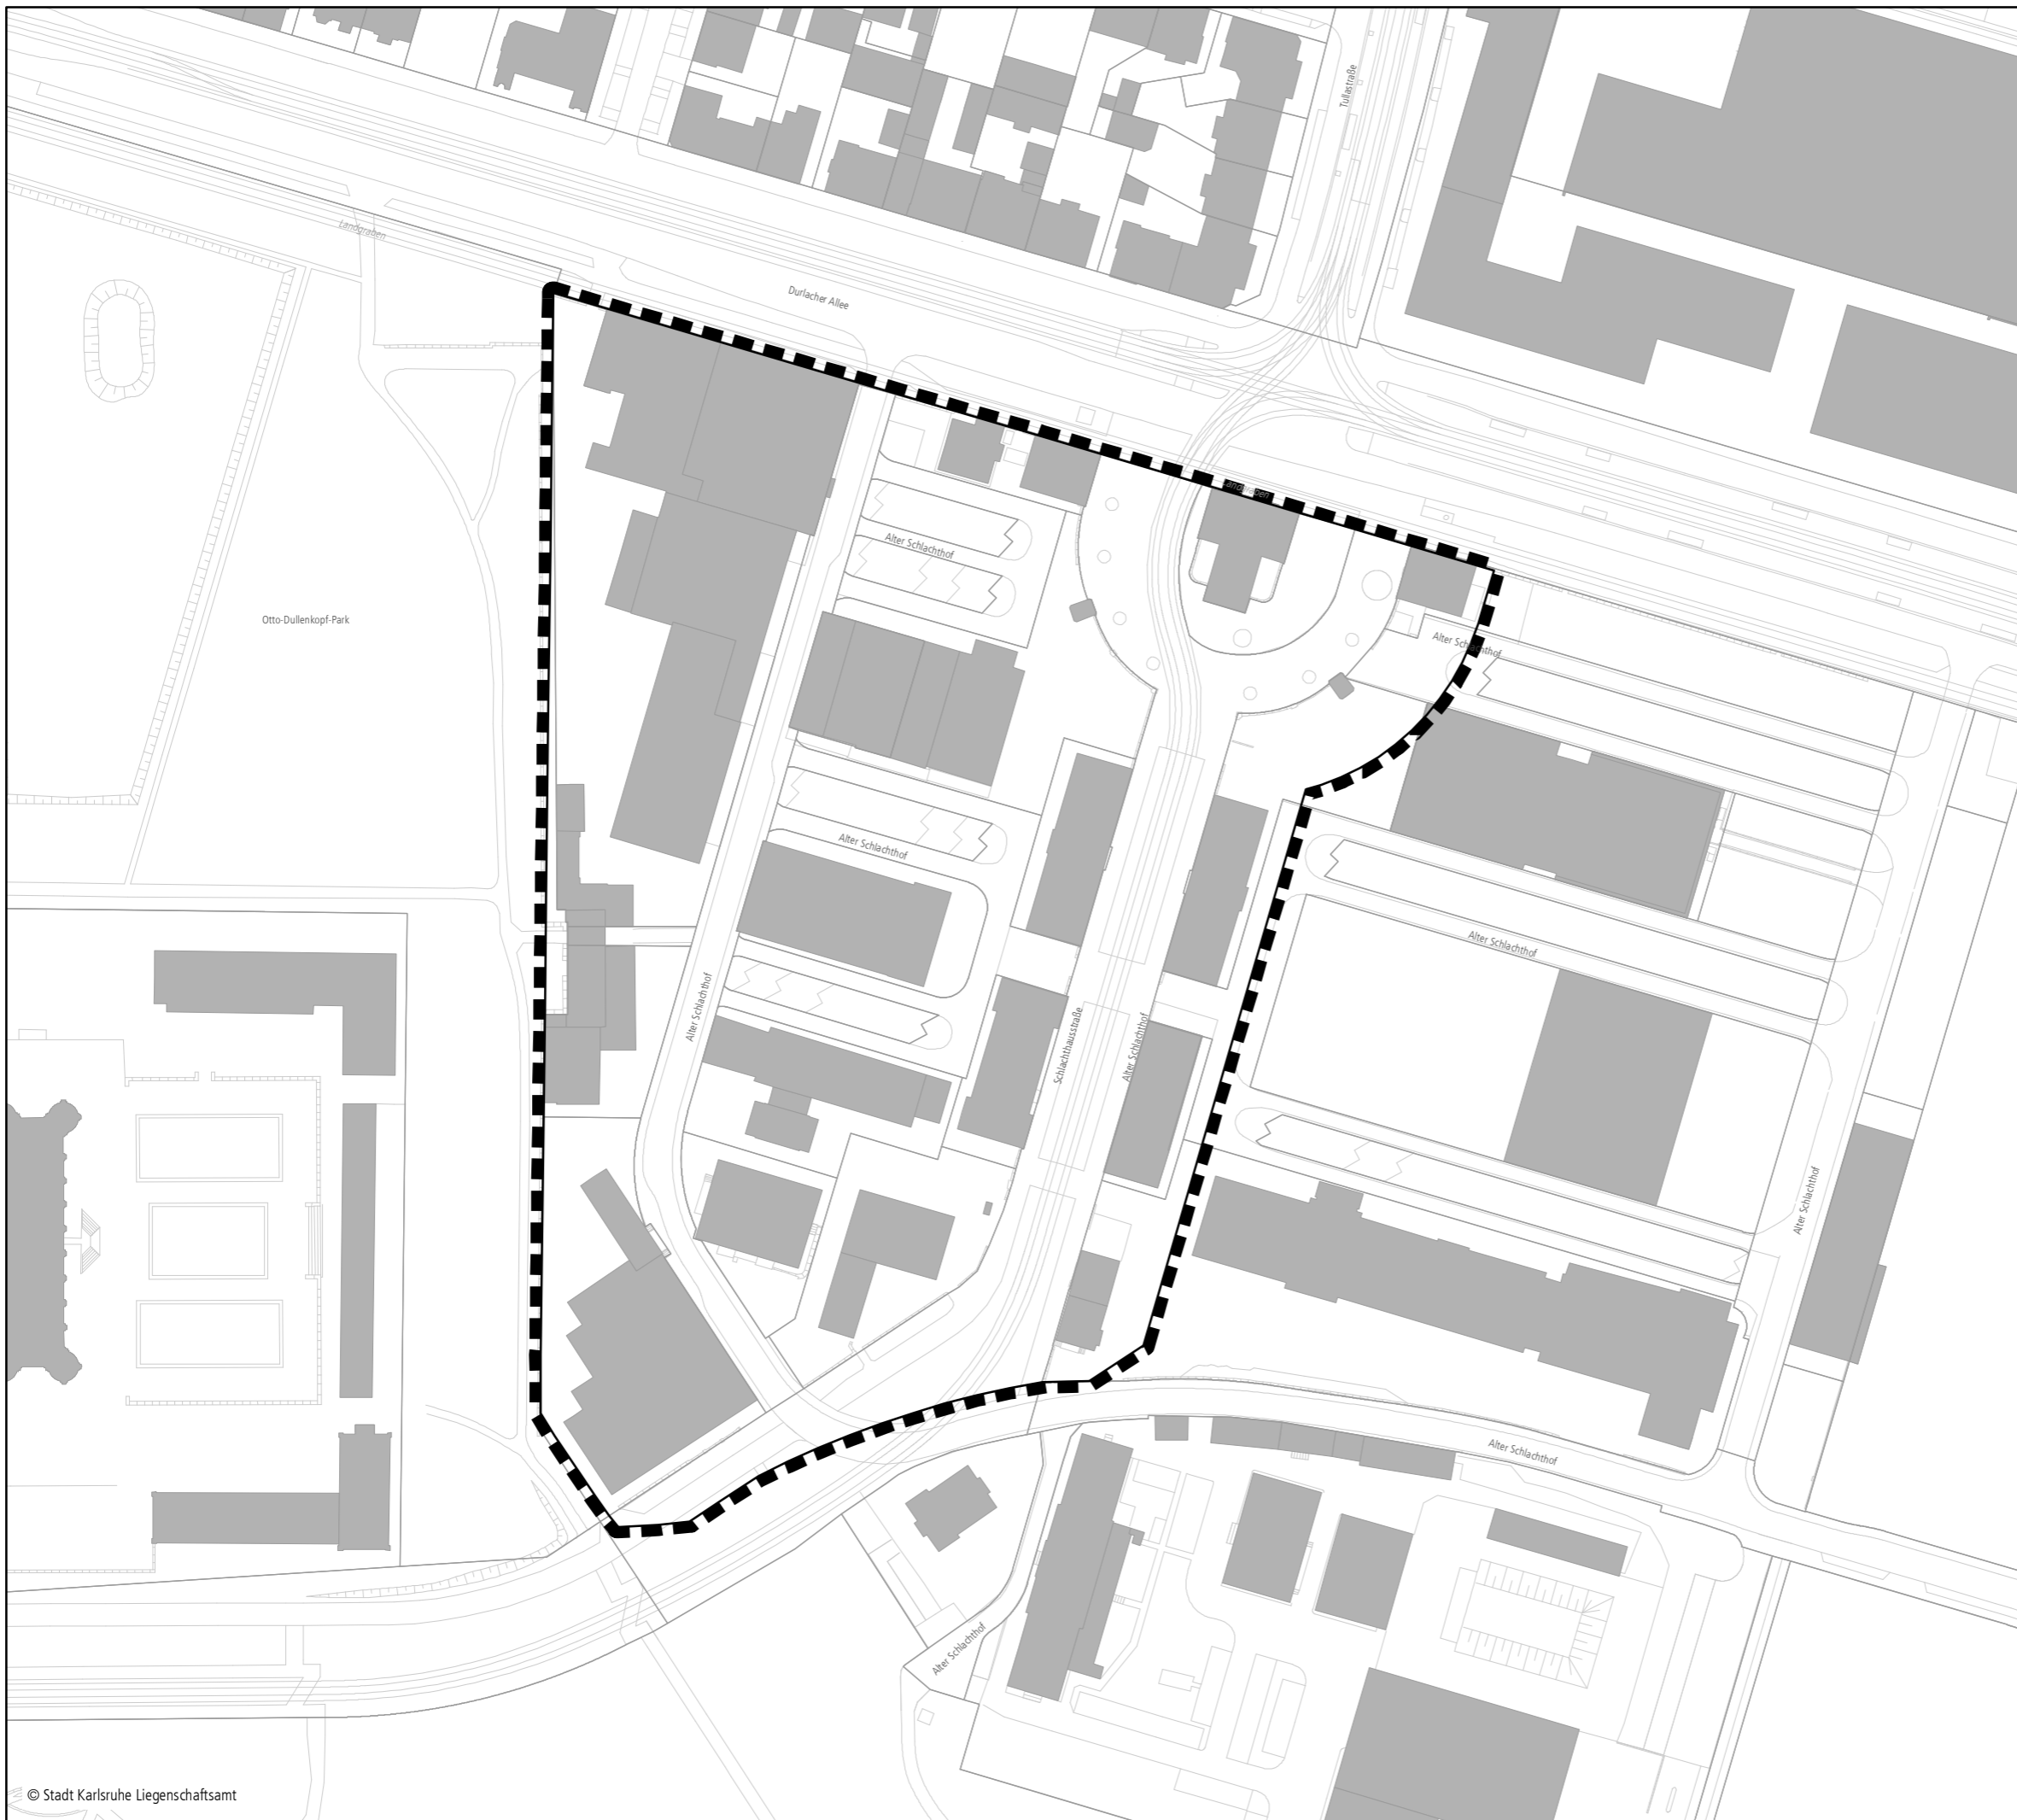 Tullastraße
Landgraben
Durlacher Allee
Landgraben
Alter Schlachthof
Otto-Dullenkopf-Park
Alter Schlachthof
Alter Schlachthof
Alter Schlachthof
Alter Schlachthof
Schlachthausstraße
Alter Schlachthof
Alter Schlachthof
Alter Schlachthof
Alter Schlachthof
© Stadt Karlsruhe Liegenschaftsamt